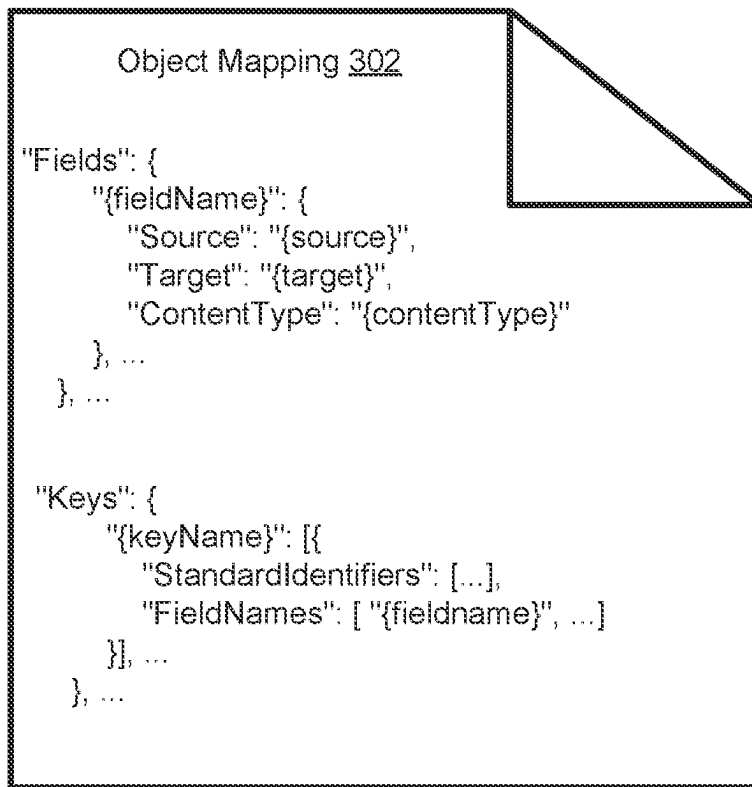 Object Mapping 302
"Fields": {
"{fieldName}": {
"Source": "{source}",
"Target": "{target}",
"ContentType": "{contentType}"
}, ...
}, ...
"Keys": {
"{keyName}": [{
"StandardIdentifiers": [...],
"FieldNames": [ "{fieldname}", ...]
}], ...
}, ...